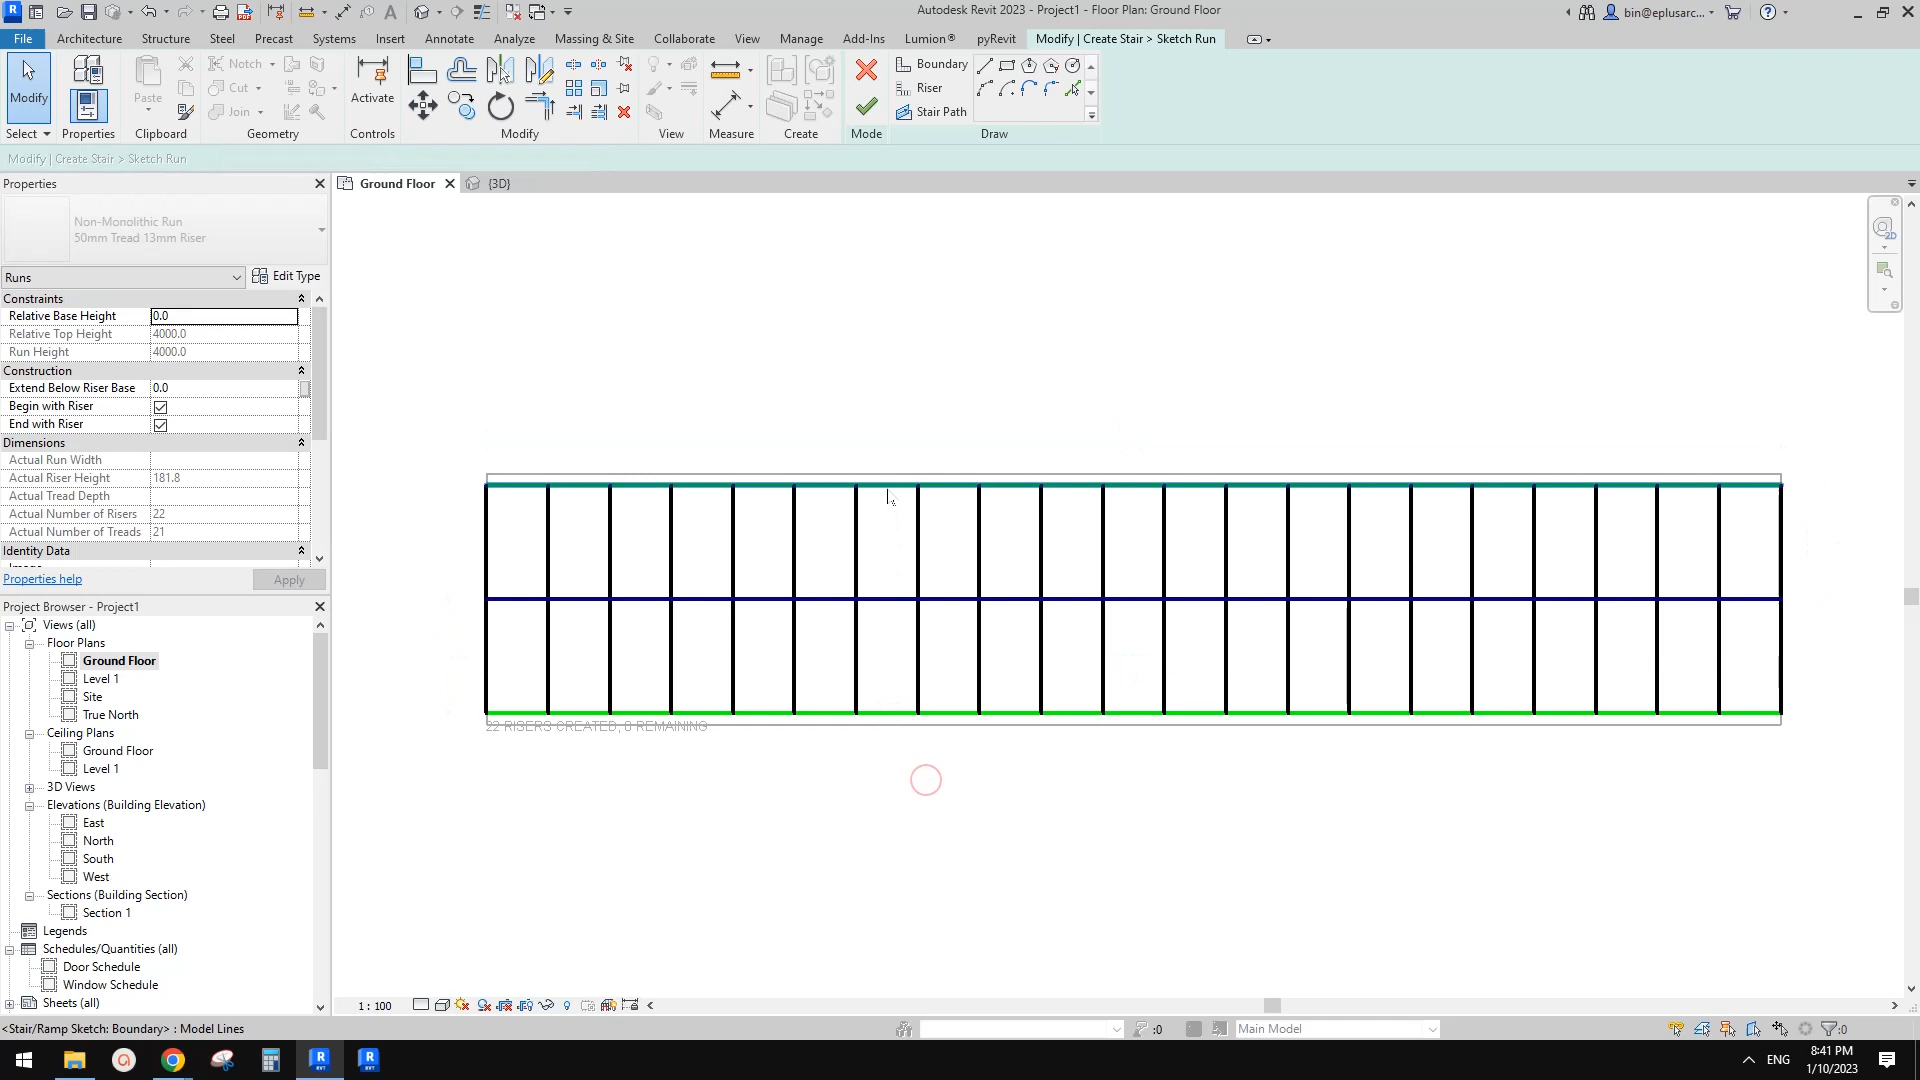 Autodesk Revit 2023 - Project1 - Floor Plan: Ground Floor
bin@eplusarc...
File
Architecture
Structure
Steel
Precast
Systems
Insert
Annotate
Analyze
Massing & Site
Collaborate
View
Manage
Add-Ins
Lumion®
pyRevit
Modify | Create Stair > Sketch Run
Modify
Properties
Paste
Notch
Cut
Join
Activate
Boundary
Riser
Stair Path
Select
Properties
Clipboard
Geometry
Controls
Modify
View
Measure
Create
Mode
Draw
Modify | Create Stair > Sketch Run
Properties
Ground Floor
{3D}
2D
Non-Monolithic Run
50mm Tread 13mm Riser
Runs
Edit Type
Constraints
Relative Base Height 0.0
Relative Top Height 4000.0
Run Height 4000.0
Construction
Extend Below Riser Base 0.0
Begin with Riser
End with Riser
Dimensions
Actual Run Width
Actual Riser Height 181.8
Actual Tread Depth
Actual Number of Risers 22
Actual Number of Treads 21
Identity Data
Properties help
Apply
Project Browser - Project1
Views (all)
Floor Plans
Ground Floor
Level 1
Site
True North
Ceiling Plans
Ground Floor
Level 1
3D Views
Elevations (Building Elevation)
East
North
South
West
Sections (Building Section)
Section 1
Legends
Schedules/Quantities (all)
Door Schedule
Window Schedule
Sheets (all)
22 RISERS CREATED, 0 REMAINING
1 : 100
<Stair/Ramp Sketch: Boundary> : Model Lines
:0
Main Model
:0
ENG
8:41 PM
1/10/2023